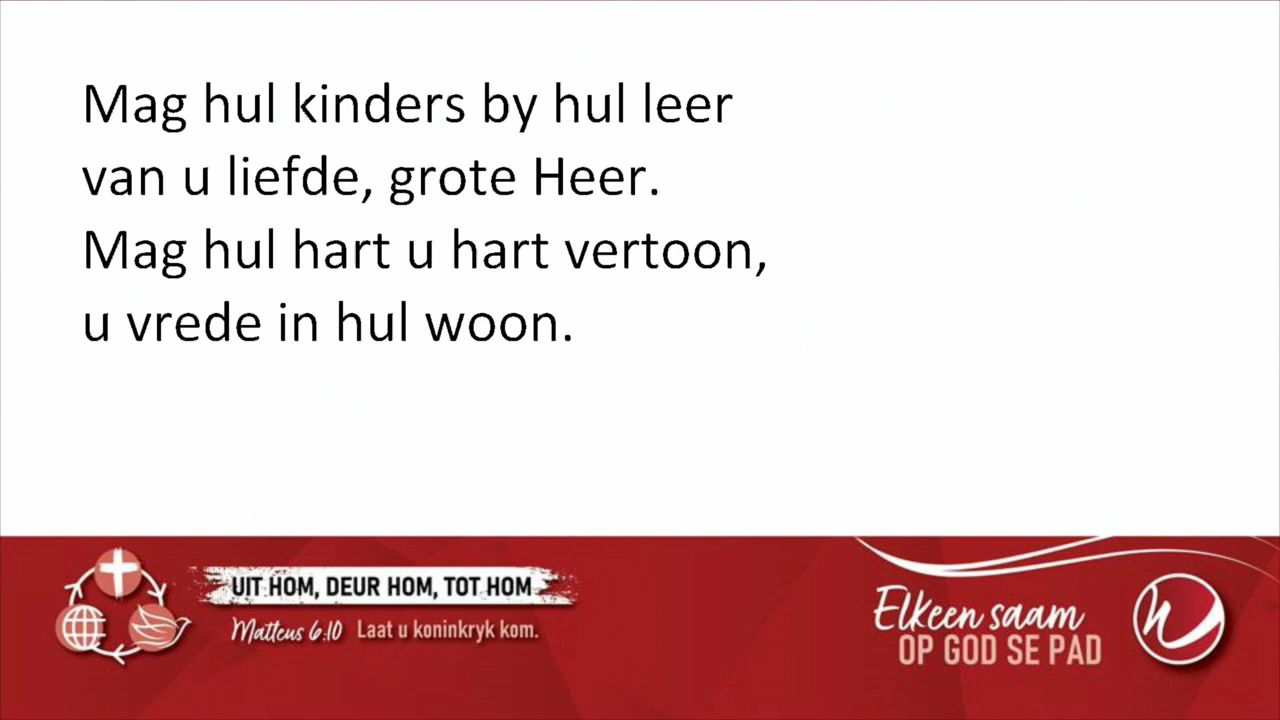 Mag hul kinders by hul leer
van u liefde, grote Heer.
Mag hul hart u hart vertoon,
u vrede in hul woon.
UIT HOM, DEUR HOM, TOT HOM
Matteus 6:10 Laat u koninkryk kom.
Elkeen saam
OP GOD SE PAD